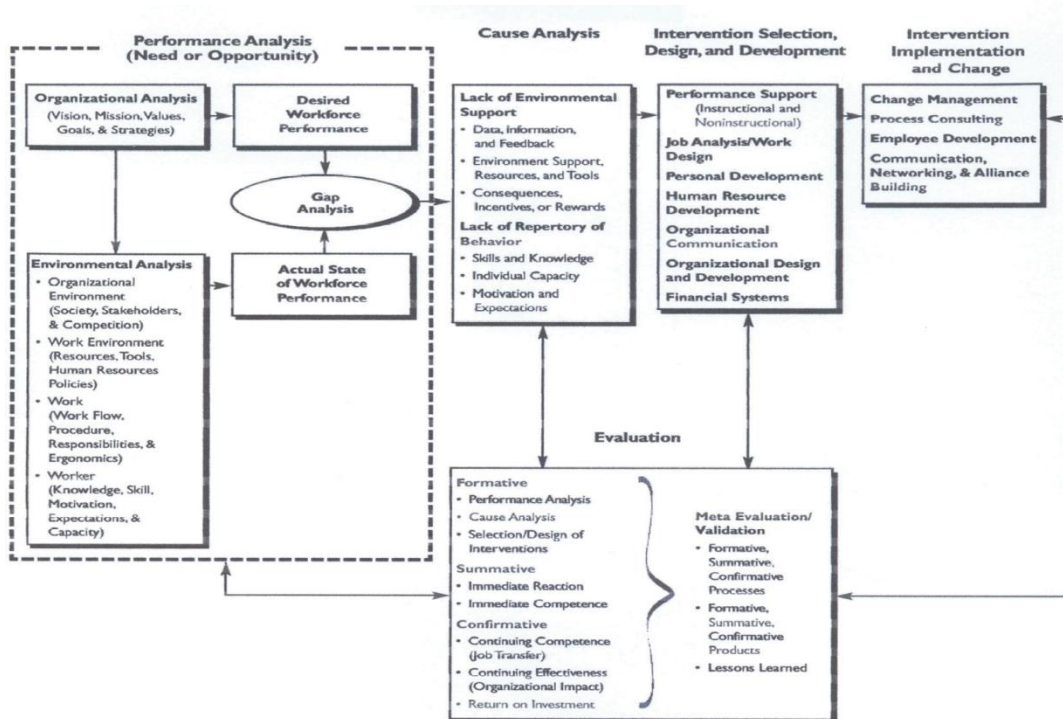 Performance Analysis
(Need or Opportunity)
Organizational Analysis
(Vision, Mission, Values,
Goals, & Strategies)
Desired
Workforce
Performance
Gap
Analysis
Environmental Analysis
• Organizational
Environment
(Society, Stakeholders,
& Competition)
• Work Environment
(Resources, Tools,
Human Resources
Policies)
• Work
(Work Flow,
Procedure,
Responsibilities, &
Ergonomics)
• Worker
(Knowledge, Skill,
Motivation,
Expectations, &
Capacity)
Actual State
of Workforce
Performance
Cause Analysis
Lack of Environmental
Support
• Data, Information,
and Feedback
• Environment Support,
Resources, and Tools
• Consequences,
Incentives, or Rewards
Lack of Repertory of
Behavior
• Skills and Knowledge
• Individual Capacity
• Motivation and
Expectations
Intervention Selection,
Design, and Development
Performance Support
(Instructional and
Noninstructional)
Job Analysis/Work
Design
Personal Development
Human Resource
Development
Organizational
Communication
Organizational Design
and Development
Financial Systems
Intervention
Implementation
and Change
Change Management
Process Consulting
Employee Development
Communication,
Networking, & Alliance
Building
Evaluation
Formative
• Performance Analysis
• Cause Analysis
• Selection/Design of
Interventions
Summative
• Immediate Reaction
• Immediate Competence
Confirmative
• Continuing Competence
(Job Transfer)
• Continuing Effectiveness
(Organizational Impact)
• Return on Investment
Meta Evaluation/
Validation
• Formative,
Summative,
Confirmative
Processes
• Formative,
Summative,
Confirmative
Products
• Lessons Learned